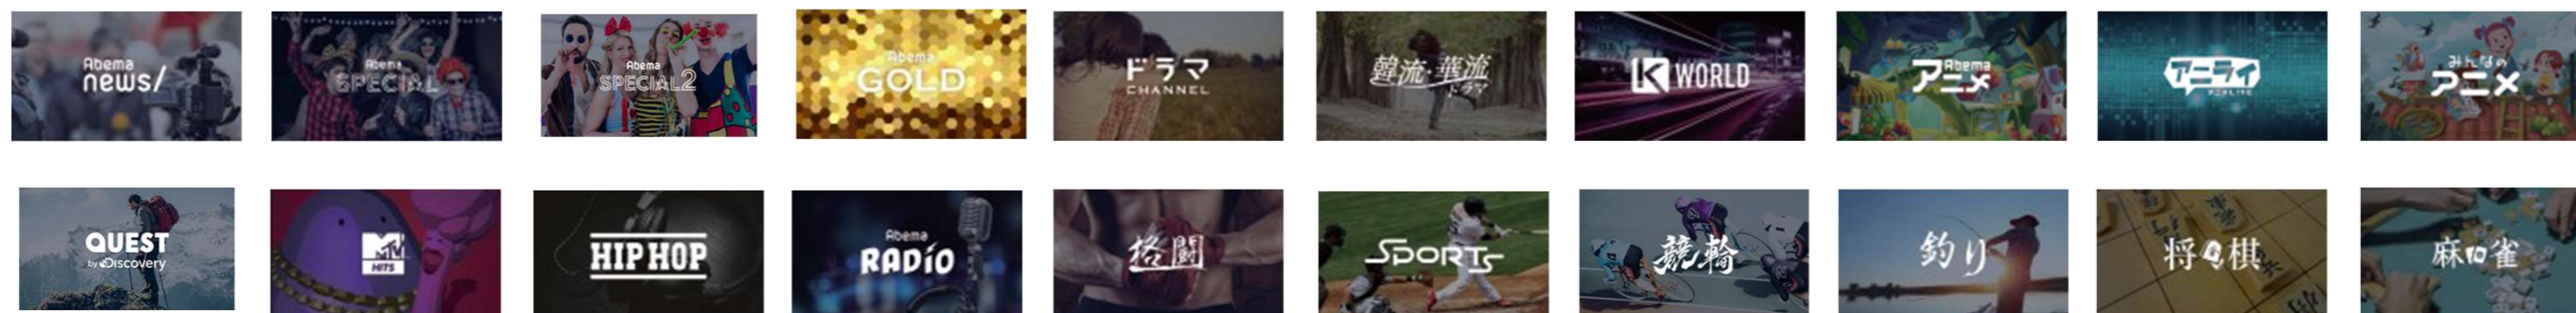 Abema
news/
Abema
SPECIAL
Abema
SPECIAL2
Abema
GOLD
ドラマ
CHANNEL
韓流・華流
ドラマ
K WORLD
Abema
アニメ
アニライ
みんなの
アニメ
QUEST
by Discovery
MTV
HITS
HIP HOP
Abema
RADIO
格闘
SPORTS
競輪
釣り
将棋
麻雀